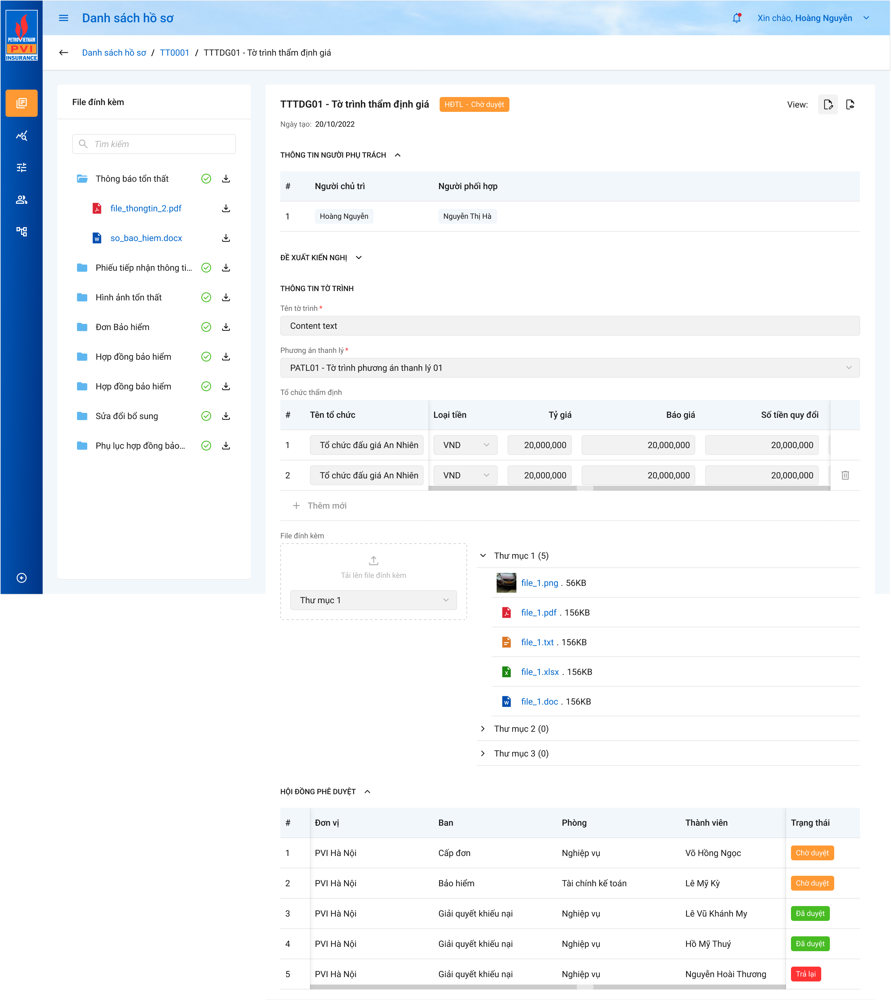 PETROVIETNAM
PVI
INSURANCE
Danh sách hồ sơ
Xin chào, Hoàng Nguyễn
Danh sách hồ sơ / TT0001 / TTTDG01 - Tờ trình thẩm định giá
File đính kèm
Tìm kiếm
Thông báo tổn thất
file_thongtin_2.pdf
so_bao_hiem.docx
Phiếu tiếp nhận thông ti...
Hình ảnh tổn thất
Đơn Bảo hiểm
Hợp đồng bảo hiểm
Hợp đồng bảo hiểm
Sửa đổi bổ sung
Phụ lục hợp đồng bảo...
TTTDG01 - Tờ trình thẩm định giá HĐTL - Chờ duyệt
View:
Ngày tạo: 20/10/2022
THÔNG TIN NGƯỜI PHỤ TRÁCH
# Người chủ trì Người phối hợp
1 Hoàng Nguyễn Nguyễn Thị Hà
ĐỀ XUẤT KIẾN NGHỊ
THÔNG TIN TỜ TRÌNH
Tên tờ trình *
Content text
Phương án thanh lý *
PATL01 - Tờ trình phương án thanh lý 01
Tổ chức thẩm định
# Tên tổ chức Loại tiền Tỷ giá Báo giá Số tiền quy đổi
1 Tổ chức đấu giá An Nhiên VND 20,000,000 20,000,000 20,000,000
2 Tổ chức đấu giá An Nhiên VND 20,000,000 20,000,000 20,000,000
Thêm mới
File đính kèm
Tải lên file đính kèm
Thư mục 1
Thư mục 1 (5)
file_1.png . 56KB
file_1.pdf . 156KB
file_1.txt . 156KB
file_1.xlsx . 156KB
file_1.doc . 156KB
Thư mục 2 (0)
Thư mục 3 (0)
HỘI ĐỒNG PHÊ DUYỆT
# Đơn vị Ban Phòng Thành viên Trạng thái
1 PVI Hà Nội Cấp đơn Nghiệp vụ Võ Hồng Ngọc Chờ duyệt
2 PVI Hà Nội Bảo hiểm Tài chính kế toán Lê Mỹ Kỳ Chờ duyệt
3 PVI Hà Nội Giải quyết khiếu nại Nghiệp vụ Lê Vũ Khánh My Đã duyệt
4 PVI Hà Nội Giải quyết khiếu nại Nghiệp vụ Hồ Mỹ Thuý Đã duyệt
5 PVI Hà Nội Giải quyết khiếu nại Nghiệp vụ Nguyễn Hoài Thương Trả lại